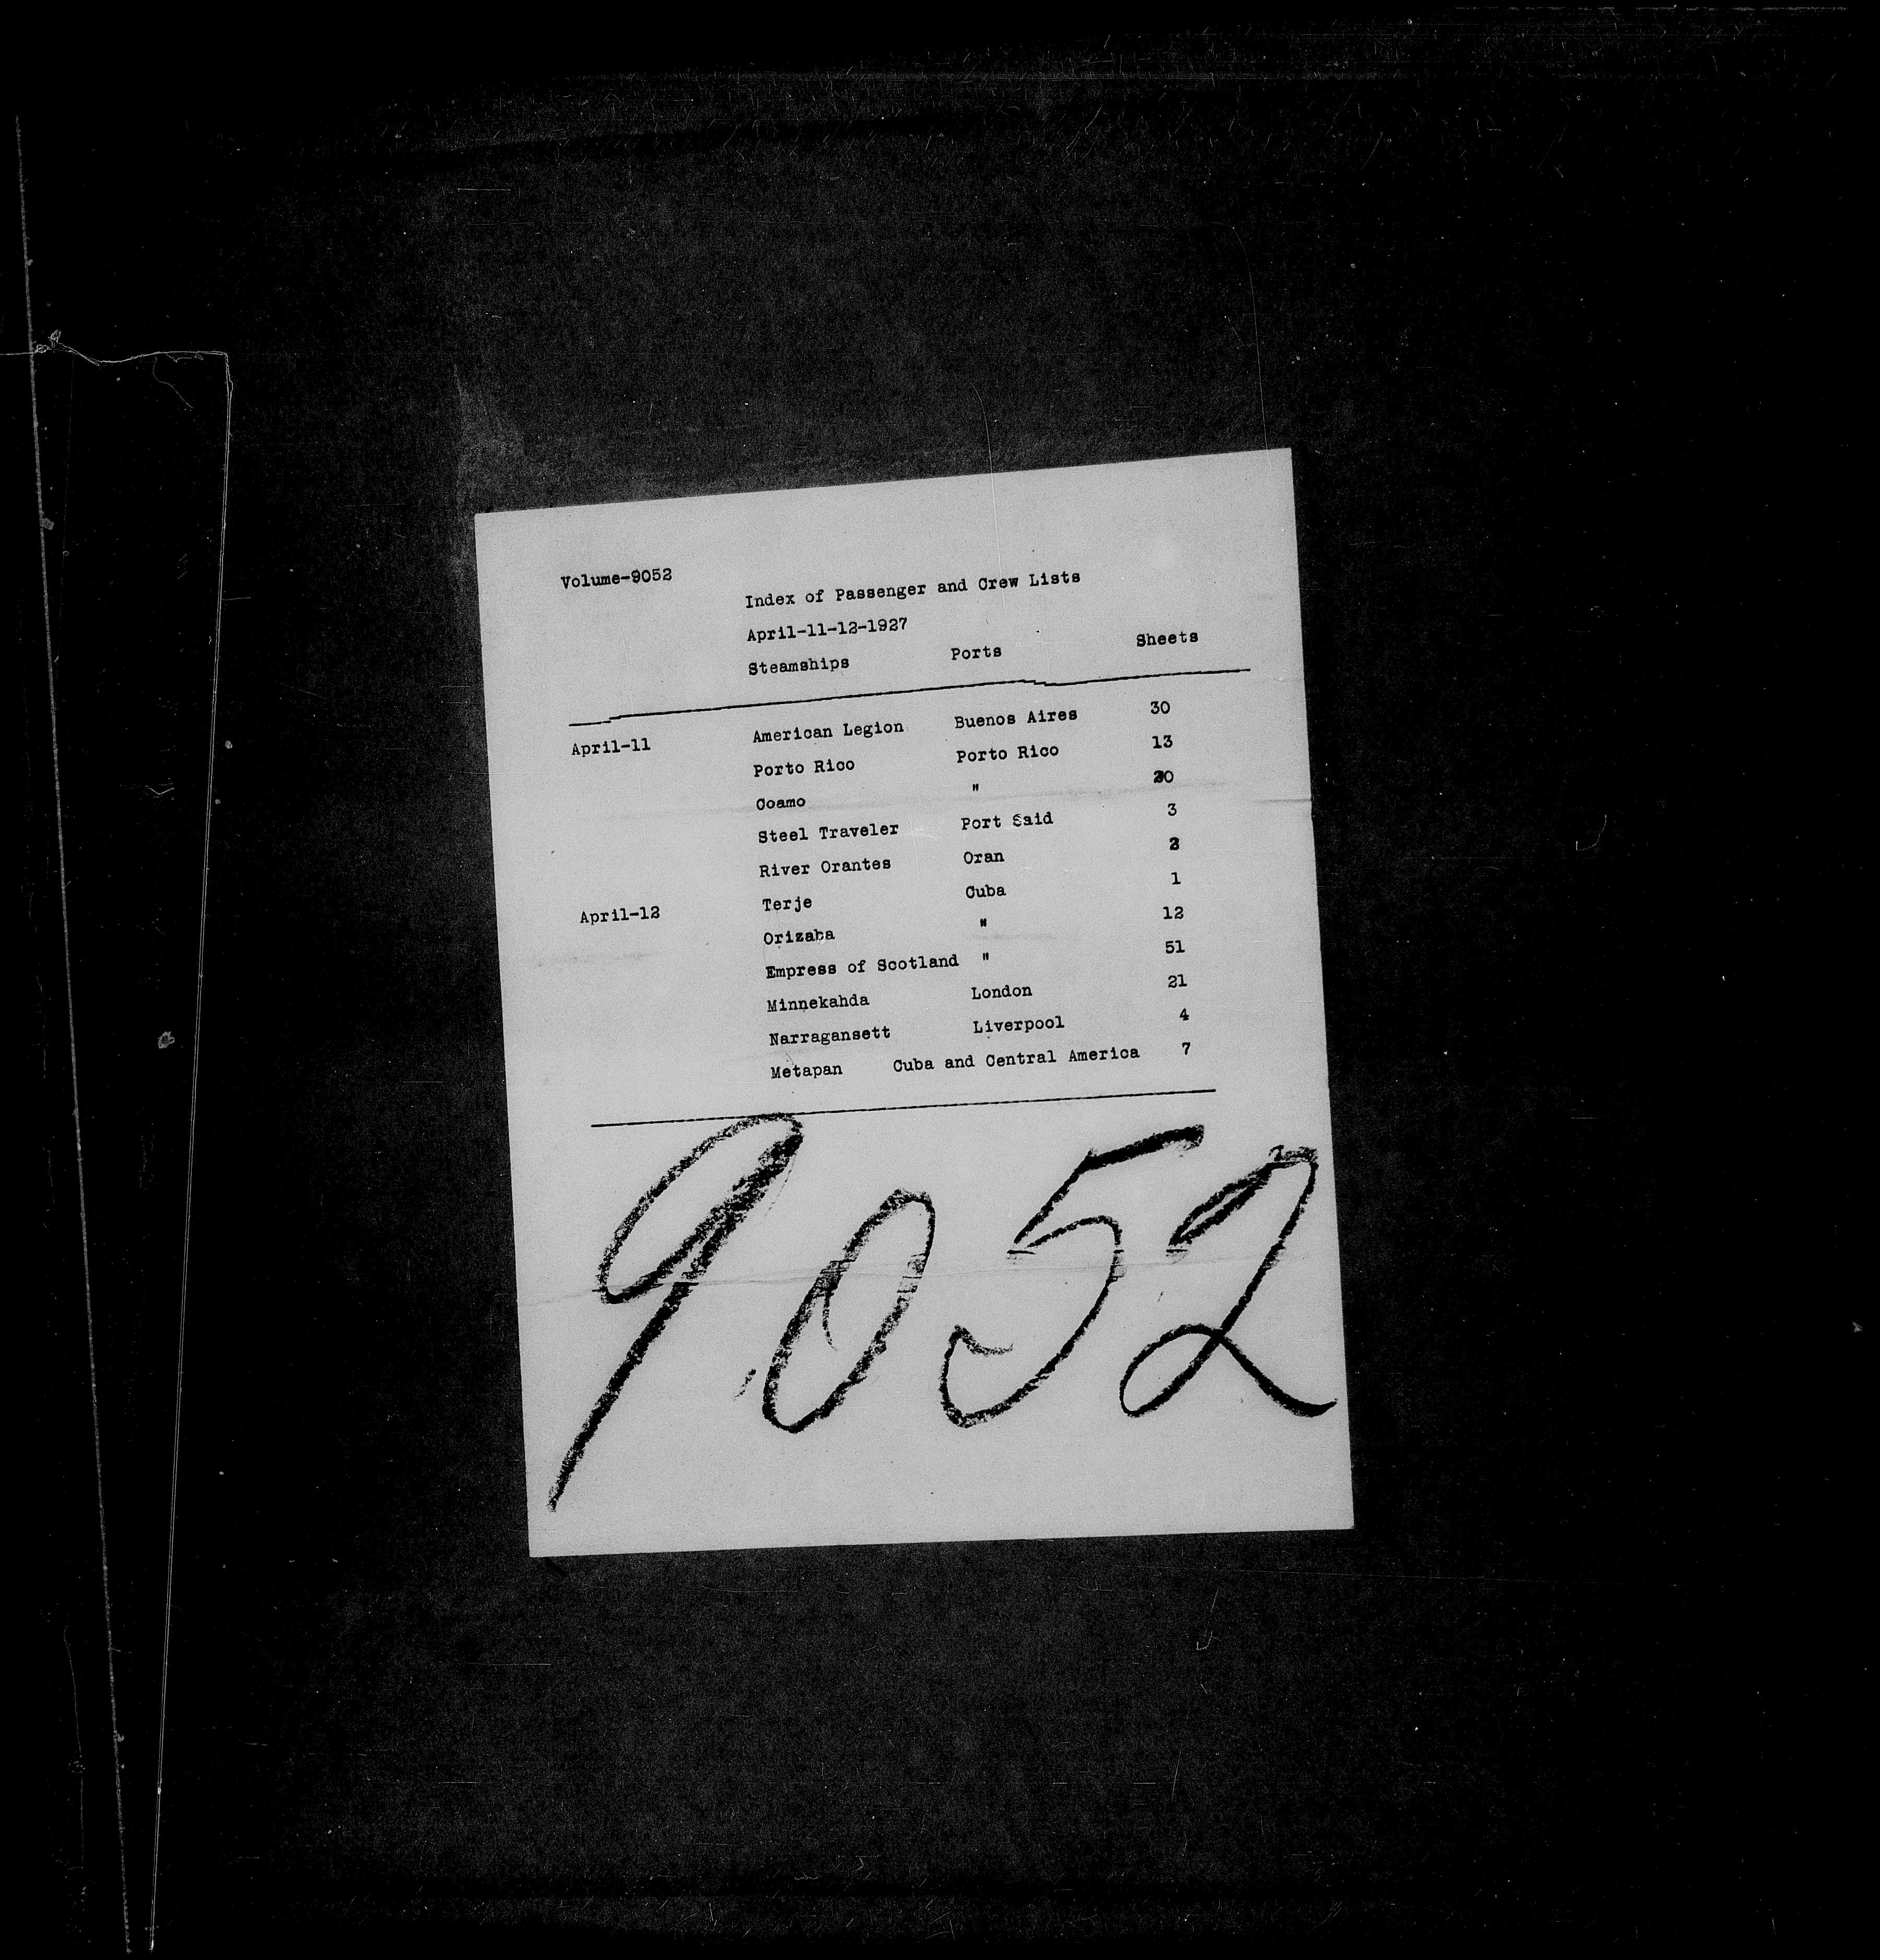 Volume-9052
Index of Passenger and Crew Lists
April-11-12-1927
Steamships Ports Sheets
April-11 American Legion Buenos Aires 30
Porto Rico Porto Rico 13
Coamo " 20
Steel Traveler Port Said 3
River Orantes Oran 2
April-12 Terje Cuba 1
Orizaba " 12
Empress of Scotland " 51
Minnekahda London 21
Narragansett Liverpool 4
Metapan Cuba and Central America 7
9052